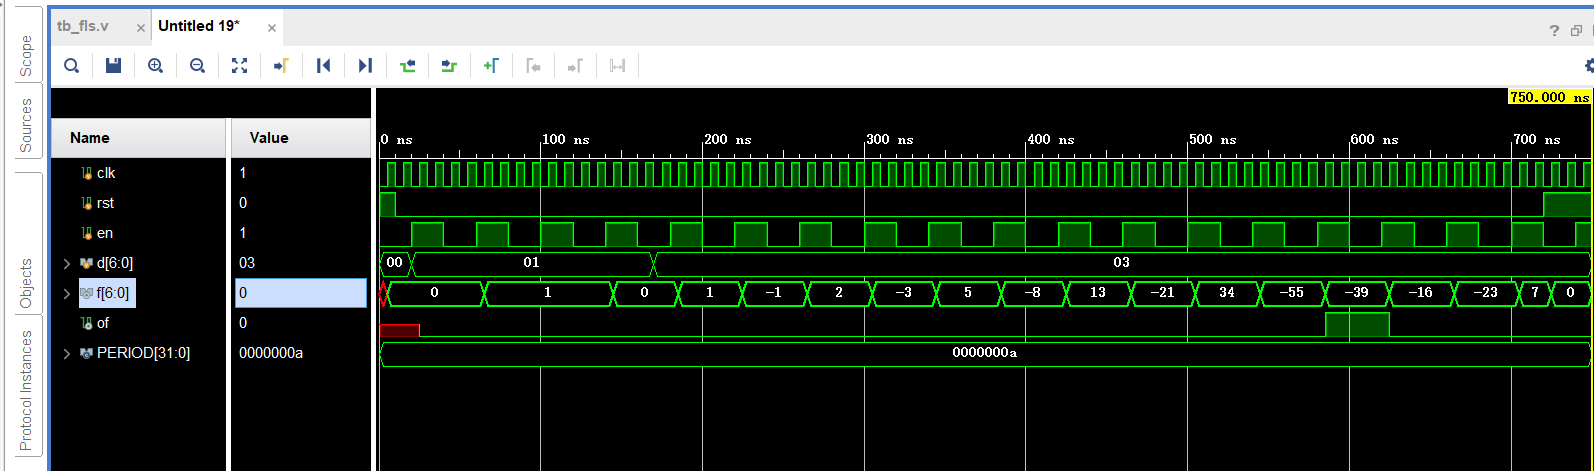 tb_fls.v × Untitled 19* ×
?
Scope
Sources
Objects
Protocol Instances
750.000 ns
Name Value
0 ns 100 ns 200 ns 300 ns 400 ns 500 ns 600 ns 700 ns
clk 1
rst 0
en 1
d[6:0] 03 00 01 03
f[6:0] 0 0 1 0 1 -1 2 -3 5 -8 13 -21 34 -55 -39 -16 -23 7 0
of 0
PERIOD[31:0] 0000000a 0000000a